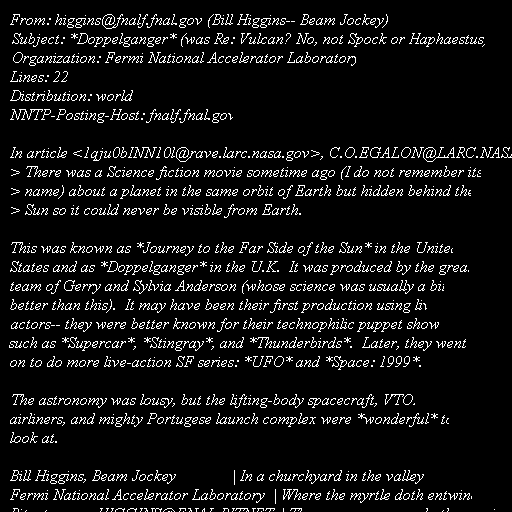 From: higgins@fnalf.fnal.gov (Bill Higgins-- Beam Jockey)
Subject: *Doppelganger* (was Re: Vulcan? No, not Spock or Haphaestus
Organization: Fermi National Accelerator Laboratory
Lines: 22
Distribution: world
NNTP-Posting-Host: fnalf.fnal.gov

In article <1qju0bINN10l@rave.larc.nasa.gov>, C.O.EGALON@LARC.NASA
> There was a Science fiction movie sometime ago (I do not remember its
> name) about a planet in the same orbit of Earth but hidden behind the
> Sun so it could never be visible from Earth.

This was known as *Journey to the Far Side of the Sun* in the United
States and as *Doppelganger* in the U.K.  It was produced by the great
team of Gerry and Sylvia Anderson (whose science was usually a bit
better than this).  It may have been their first production using liv
actors-- they were better known for their technophilic puppet show
such as *Supercar*, *Stingray*, and *Thunderbirds*.  Later, they went
on to do more live-action SF series: *UFO* and *Space: 1999*.

The astronomy was lousy, but the lifting-body spacecraft, VTO
airliners, and mighty Portugese launch complex were *wonderful* to
look at.

Bill Higgins, Beam Jockey | In a churchyard in the valley
Fermi National Accelerator Laboratory | Where the myrtle doth entwin